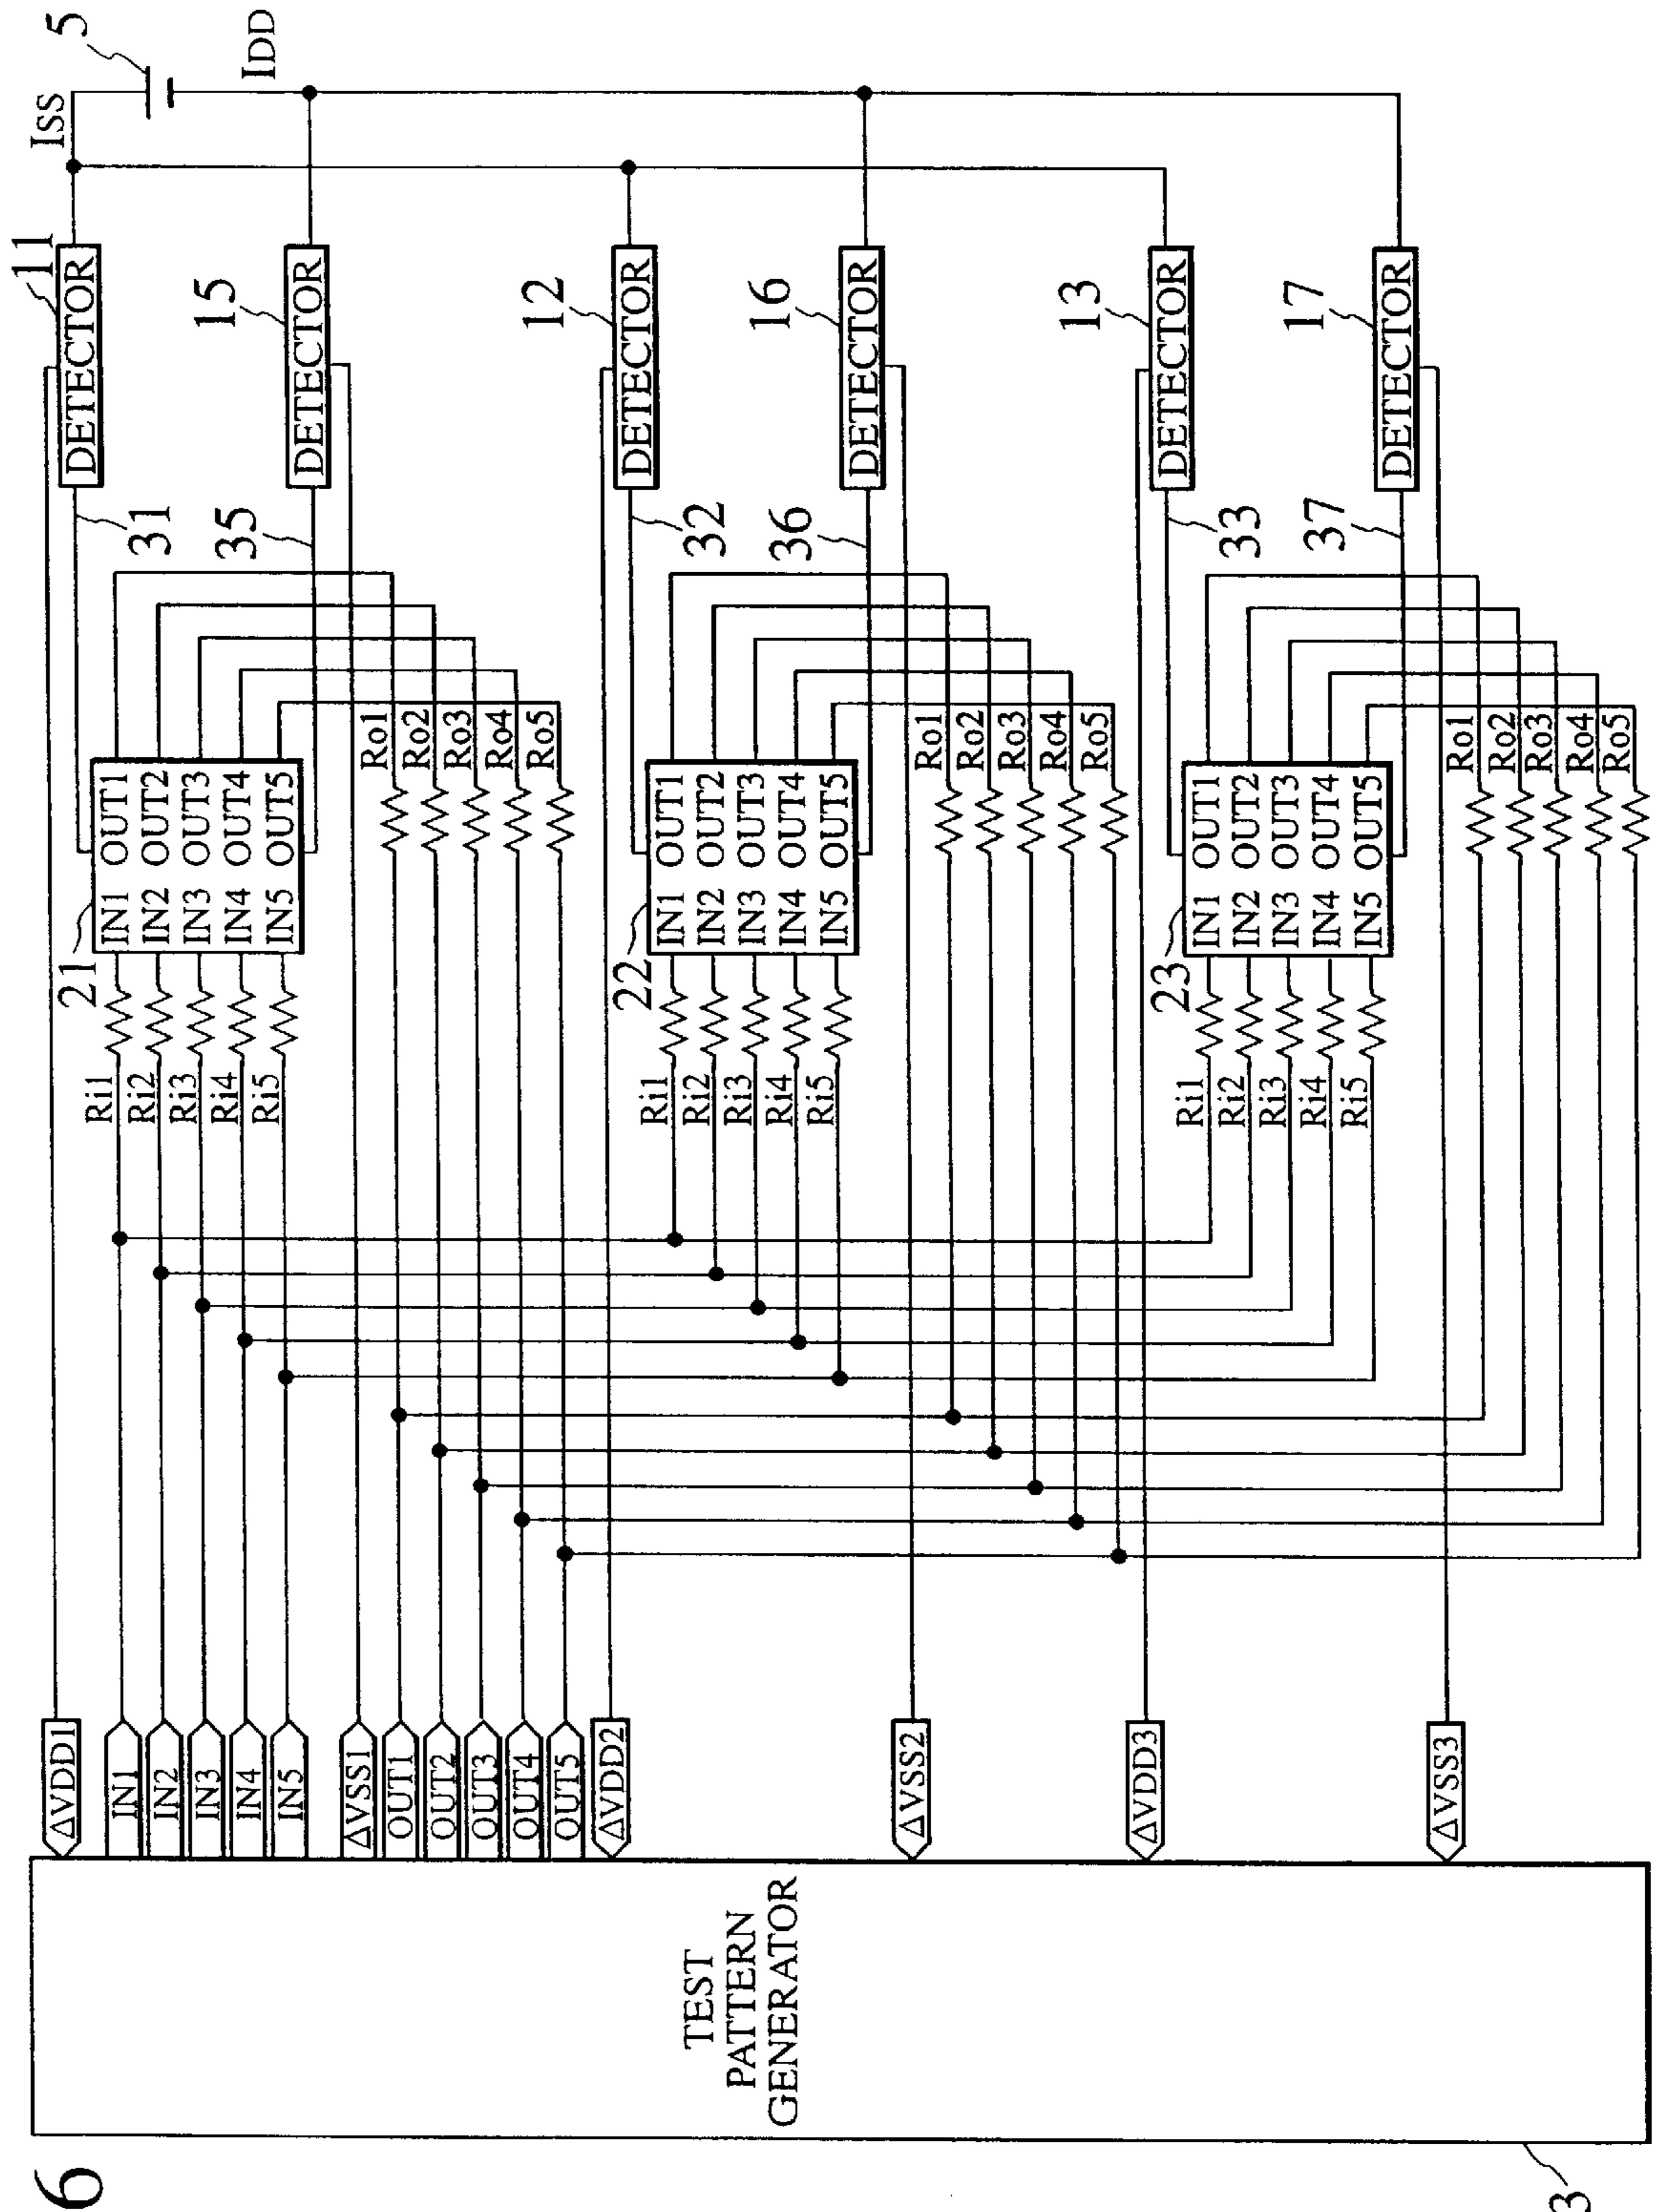 6
3
TEST
PATTERN
GENERATOR
ΔVDD1
IN1
IN2
IN3
IN4
IN5
ΔVSS1
OUT1
OUT2
OUT3
OUT4
OUT5
ΔVDD2
ΔVSS2
ΔVDD3
ΔVSS3
Ri1
Ri2
Ri3
Ri4
Ri5
21
IN1 OUT1
IN2 OUT2
IN3 OUT3
IN4 OUT4
IN5 OUT5
Ro1
Ro2
Ro3
Ro4
Ro5
31
35
DETECTOR
11
DETECTOR
15
Ri1
Ri2
Ri3
Ri4
Ri5
22
IN1 OUT1
IN2 OUT2
IN3 OUT3
IN4 OUT4
IN5 OUT5
Ro1
Ro2
Ro3
Ro4
Ro5
32
36
DETECTOR
12
DETECTOR
16
Ri1
Ri2
Ri3
Ri4
Ri5
23
IN1 OUT1
IN2 OUT2
IN3 OUT3
IN4 OUT4
IN5 OUT5
Ro1
Ro2
Ro3
Ro4
Ro5
33
37
DETECTOR
13
DETECTOR
17
ISS
5
IDD